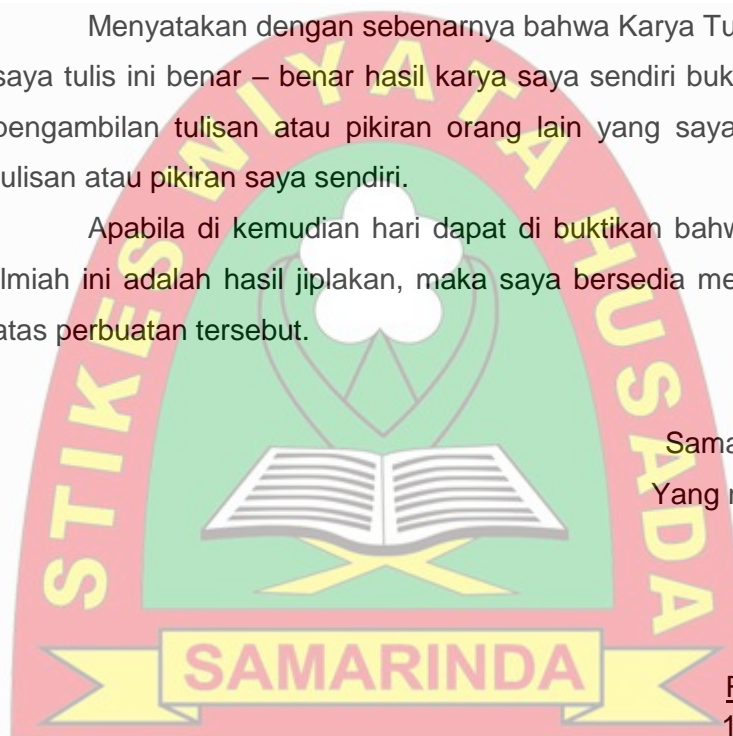 Menyatakan dengan sebenarnya bahwa Karya Tu
saya tulis ini benar – benar hasil karya saya sendiri buk
pengambilan tulisan atau pikiran orang lain yang saya
ulisan atau pikiran saya sendiri.
Apabila di kemudian hari dapat di buktikan bahw
lmiah ini adalah hasil jiplakan, maka saya bersedia me
atas perbuatan tersebut.
Sama
Yang
STIKES WIYATA HUSADA
SAMARINDA